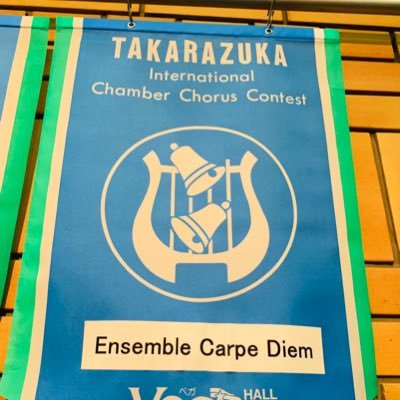 TAKARAZUKA
International
Chamber Chorus Contest
Ensemble Carpe Diem
ベガ
HALL